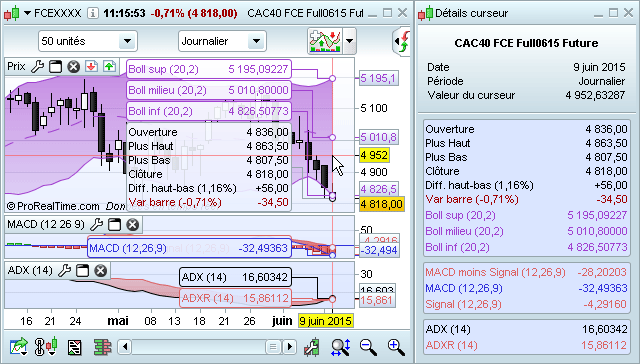 FCEXXXX 11:15:53 -0,71% (4 818,00) CAC40 FCE Full0615 Fut
50 unités Journalier
Prix
Boll sup (20,2) 5 195,09227
5 195,1
Boll milieu (20,2) 5 010,80000
5 100
Boll inf (20,2) 4 826,50773
5 010,8
Ouverture 4 836,00
Plus Haut 4 863,50
4 952
Plus Bas 4 807,50
Clôture 4 818,00
4 900
Diff. haut-bas (1,16%) +56,00
4 826,5
Var barre (-0,71%) -34,50
4 818,00
© ProRealTime.com Don
MACD (12 26 9)
50
-4,2916
MACD (12,26,9) -32,49363
-32,494
ADX (14)
30
ADX (14) 16,60342
16,603
ADXR (14) 15,86112
15,861
16 21 24 mai 08 13 18 21 26 juin 9 juin 2015
Détails curseur
CAC40 FCE Full0615 Future
Date 9 juin 2015
Période Journalier
Valeur du curseur 4 952,63287
Ouverture 4 836,00
Plus Haut 4 863,50
Plus Bas 4 807,50
Clôture 4 818,00
Diff. haut-bas (1,16%) +56,00
Var barre (-0,71%) -34,50
Boll sup (20,2) 5 195,09227
Boll milieu (20,2) 5 010,80000
Boll inf (20,2) 4 826,50773
MACD moins Signal (12,26,9) -28,20203
MACD (12,26,9) -32,49363
Signal (12,26,9) -4,29160
ADX (14) 16,60342
ADXR (14) 15,86112